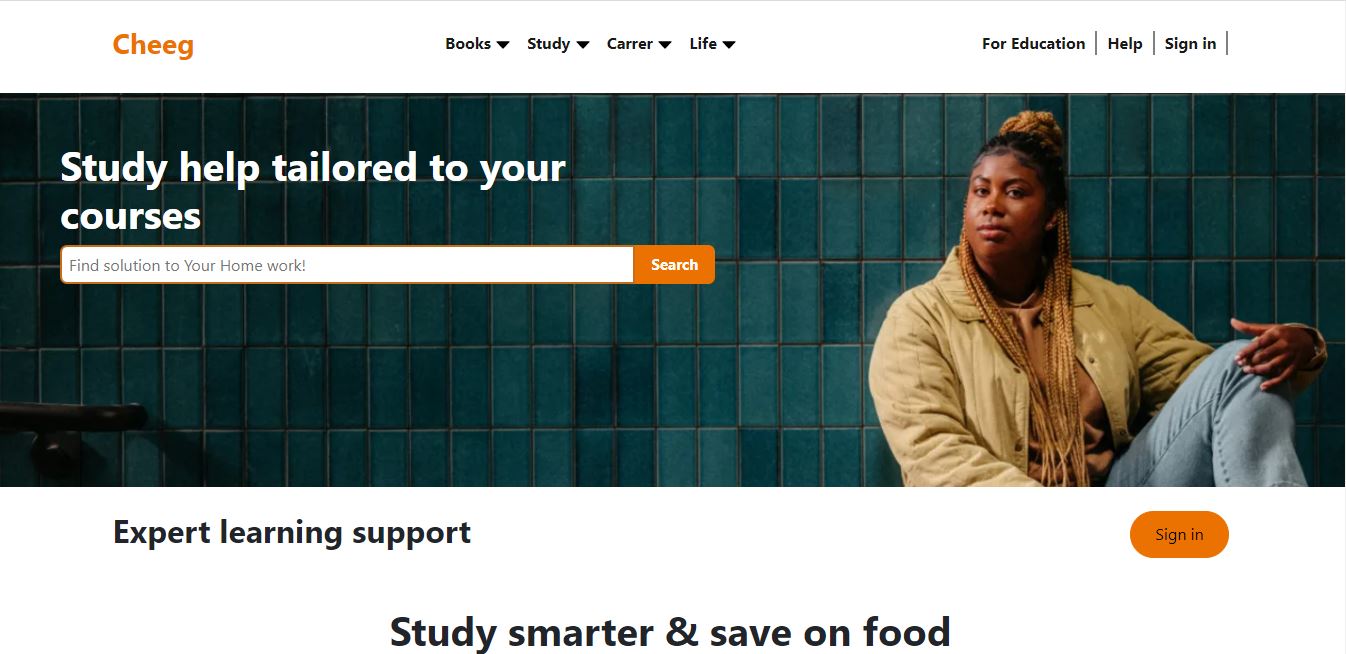 Cheeg
Books
Study
Carrer
Life
For Education
Help
Sign in
Study help tailored to your
courses
Find solution to Your Home work!
Search
Expert learning support
Sign in
Study smarter & save on food